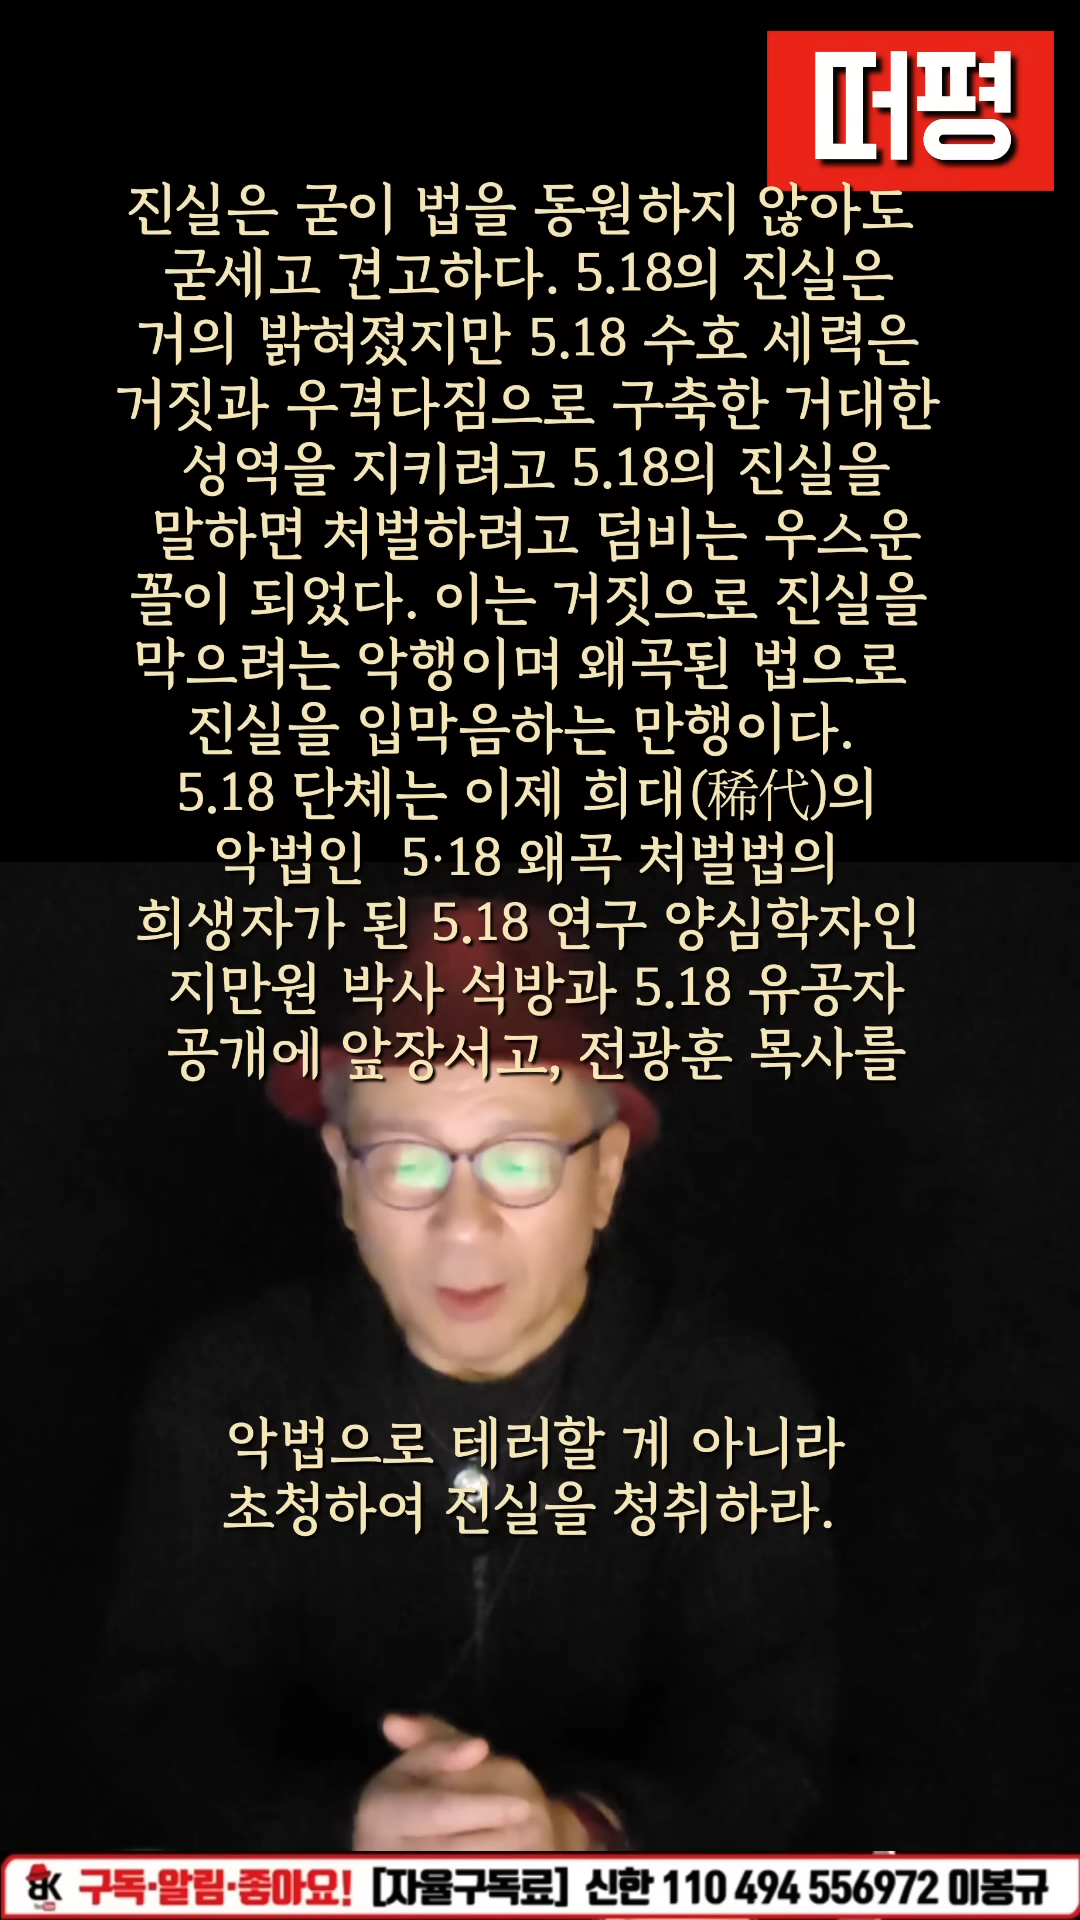 떠평
진실은 굳이 법을 동원하지 않아도
굳세고 견고하다. 5.18의 진실은
거의 밝혀졌지만 5.18 수호 세력은
거짓과 우격다짐으로 구축한 거대한
성역을 지키려고 5.18의 진실을
말하면 처벌하려고 덤비는 우스운
꼴이 되었다. 이는 거짓으로 진실을
막으려는 악행이며 왜곡된 법으로
진실을 입막음하는 만행이다.
5.18 단체는 이제 희대(稀代)의
악법인 5·18 왜곡 처벌법의
희생자가 된 5.18 연구 양심학자인
지만원 박사 석방과 5.18 유공자
공개에 앞장서고, 전광훈 목사를
악법으로 테러할 게 아니라
초청하여 진실을 청취하라.
BK 구독·알림·좋아요! [자율구독료] 신한 110 494 556972 이봉규